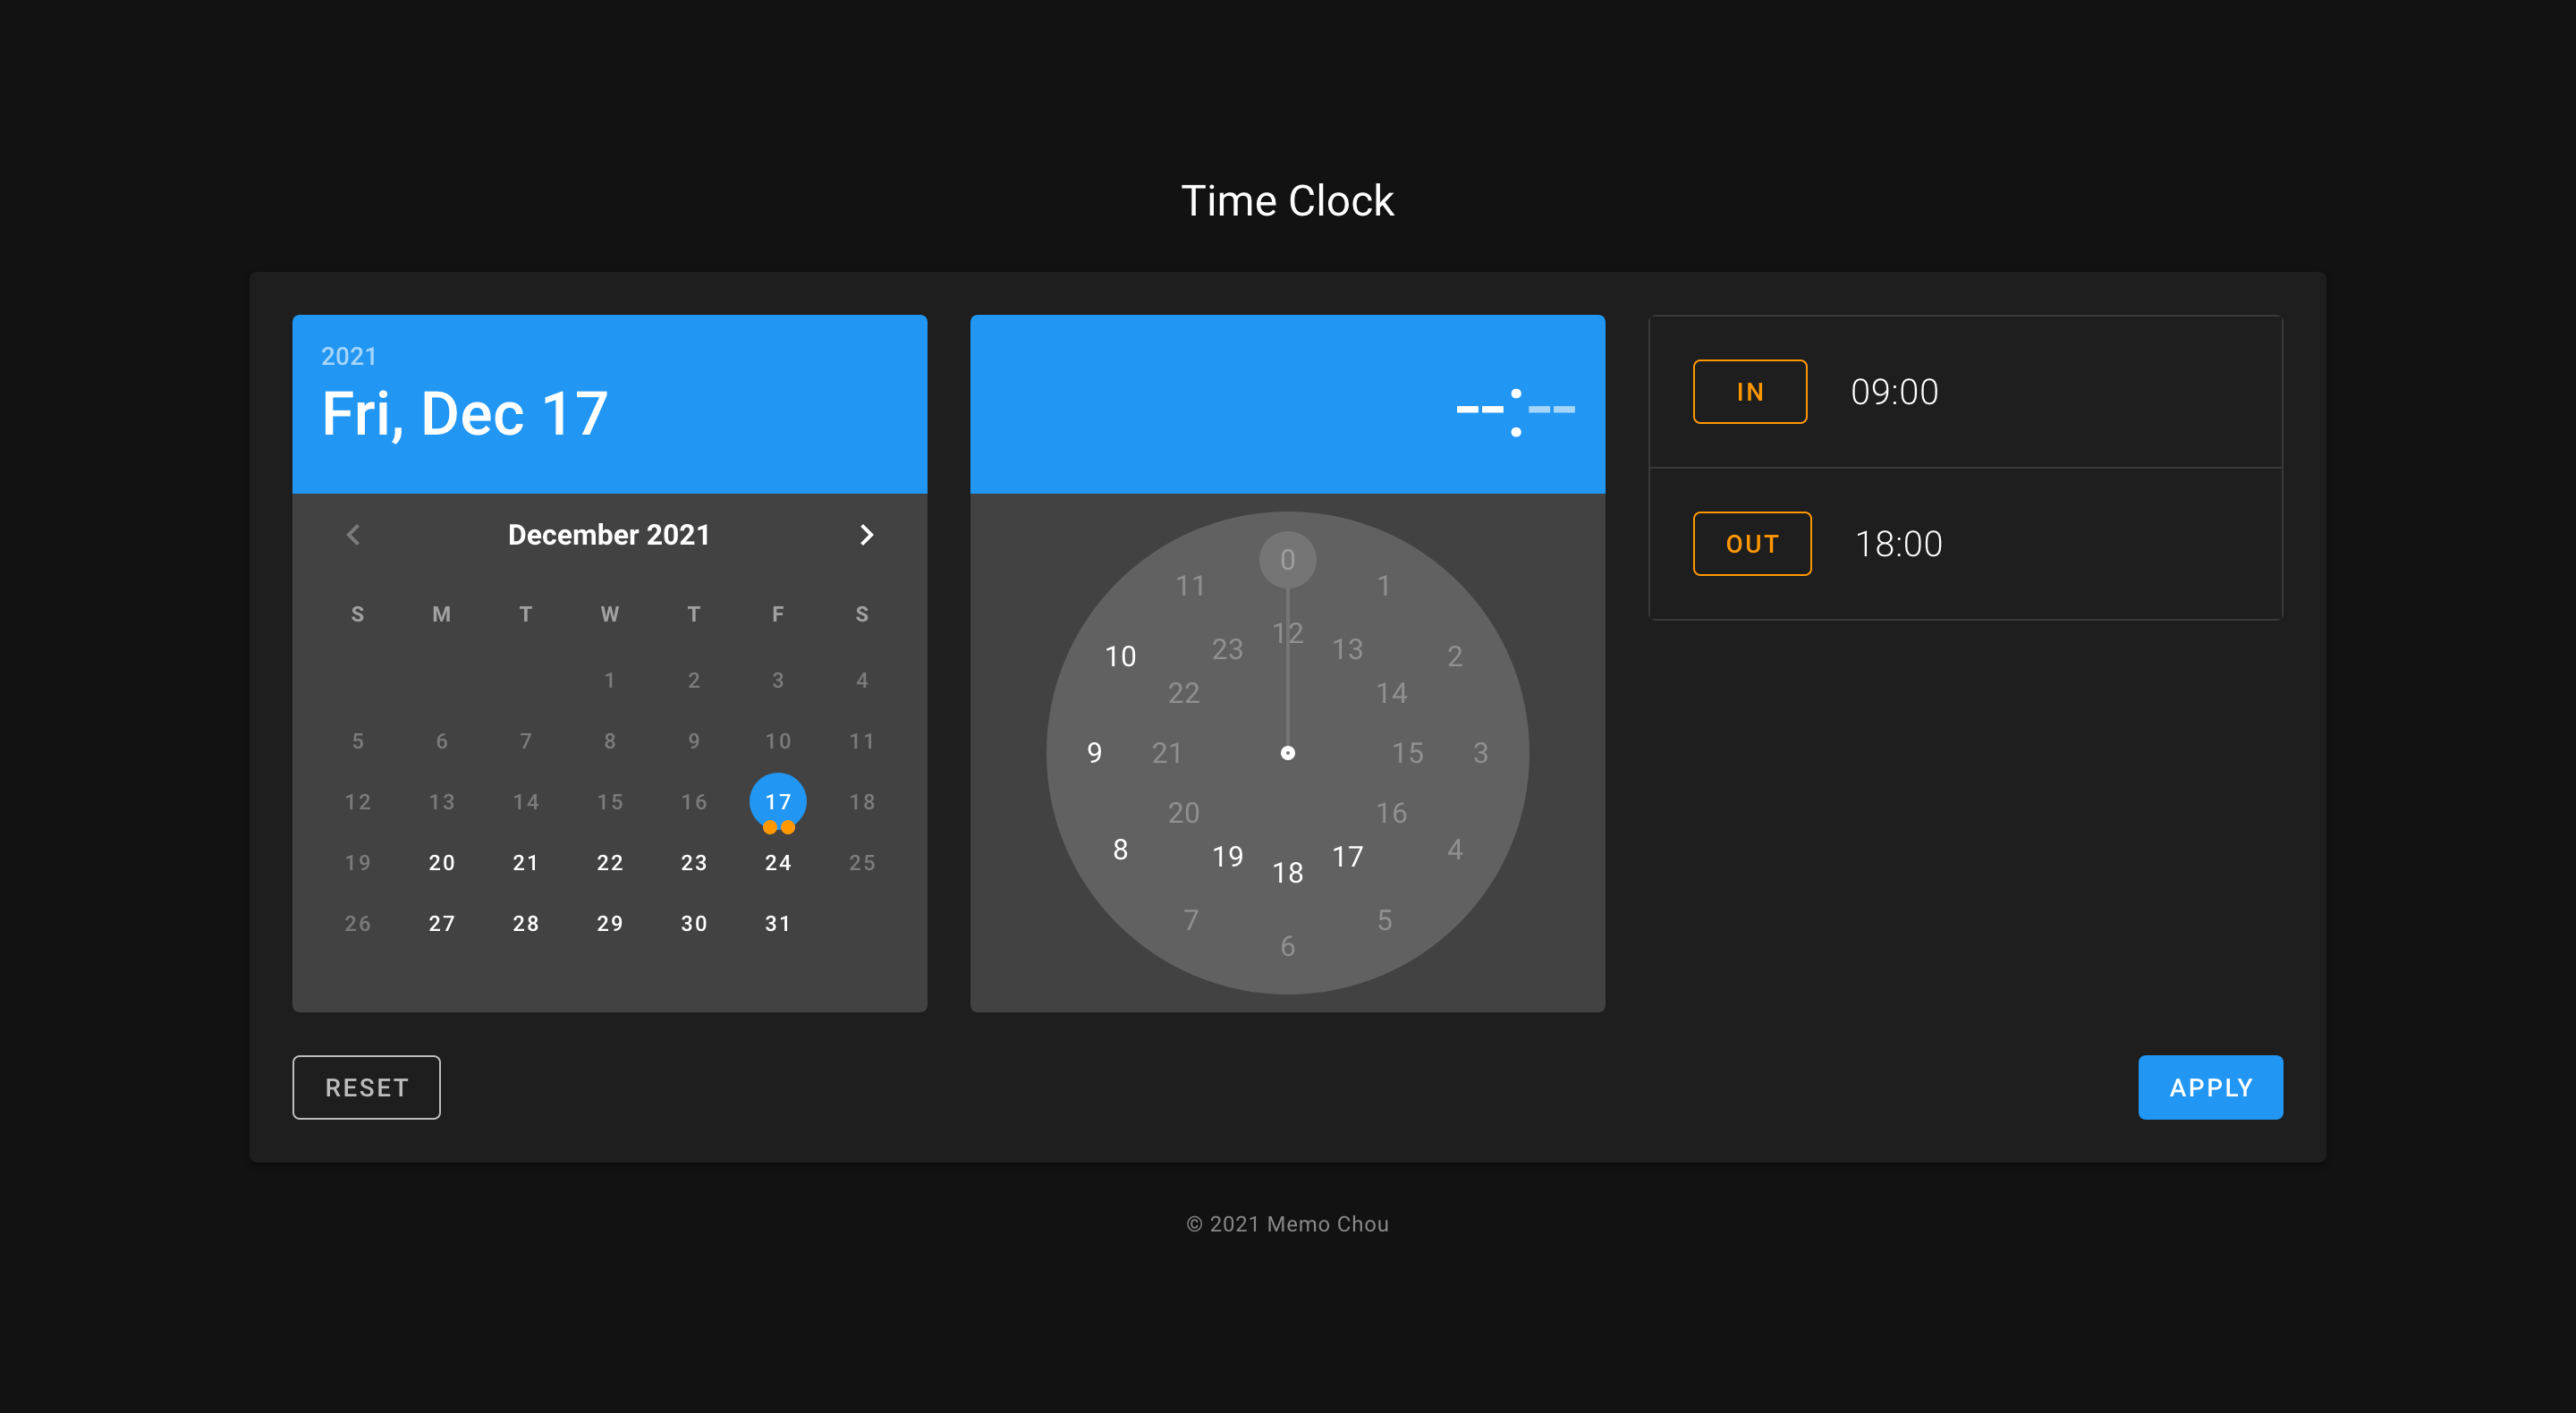 Time Clock
2021
Fri, Dec 17
December 2021
S M T W T F S
1 2 3 4
5 6 7 8 9 10 11
12 13 14 15 16 17 18
19 20 21 22 23 24 25
26 27 28 29 30 31
--:--
0
11 1
12
23 13
10 2
22 14
9 21 15 3
20 16
8 4
19 17
18
7 5
6
IN 09:00
OUT 18:00
RESET
APPLY
© 2021 Memo Chou